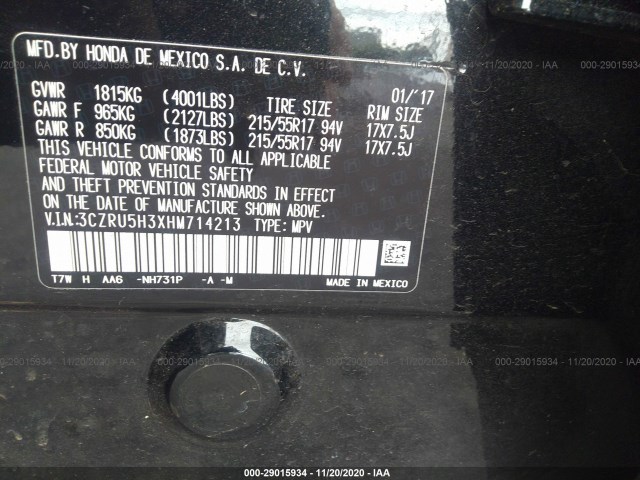 MFD.BY HONDA DE MEXICO S.A. DE C.V.
GVWR 1815KG (4001LBS) TIRE SIZE 01/'17 RIM SIZE
GAWR F 965KG (2127LBS) 215/55R17 94V 17X7.5J
GAWR R 850KG (1873LBS) 215/55R17 94V 17X7.5J
THIS VEHICLE CONFORMS TO ALL APPLICABLE
FEDERAL MOTOR VEHICLE SAFETY
AND THEFT PREVENTION STANDARDS IN EFFECT
ON THE DATE OF MANUFACTURE SHOWN ABOVE.
V.I.N:3CZRU5H3XHM714213 TYPE: MPV
T7W H AA6 -NH731P -A -M MADE IN MEXICO
000-29015934 - 11/20/2020 - IAA